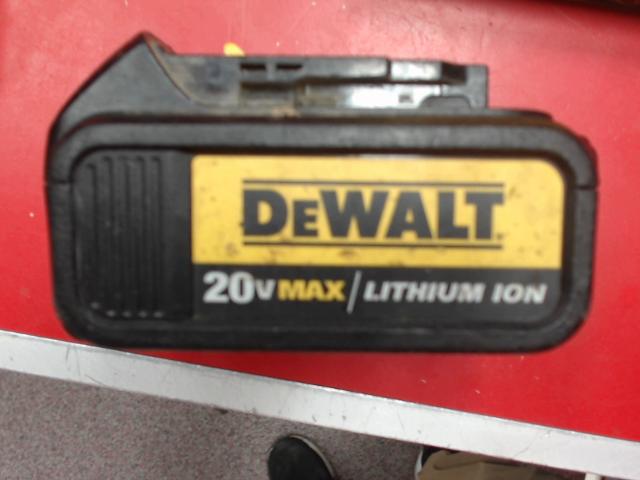 DEWALT
20V MAX / LITHIUM ION